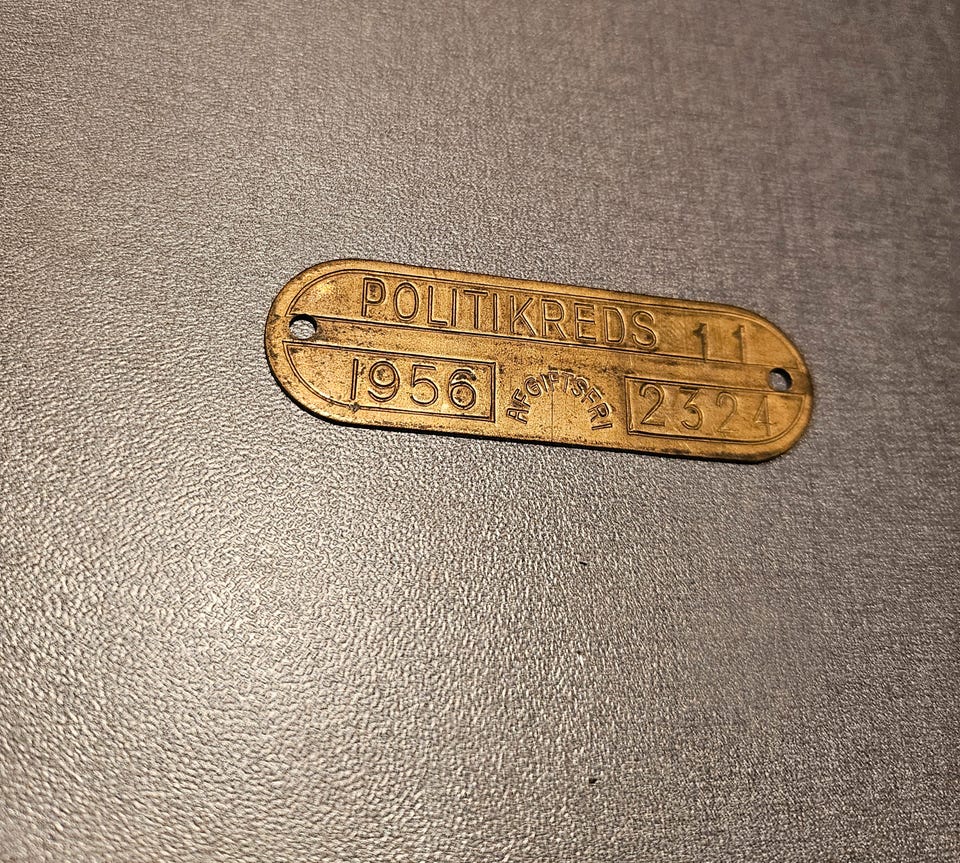 POLITIKREDS 11
1956 AFGIFTSFRI 2324